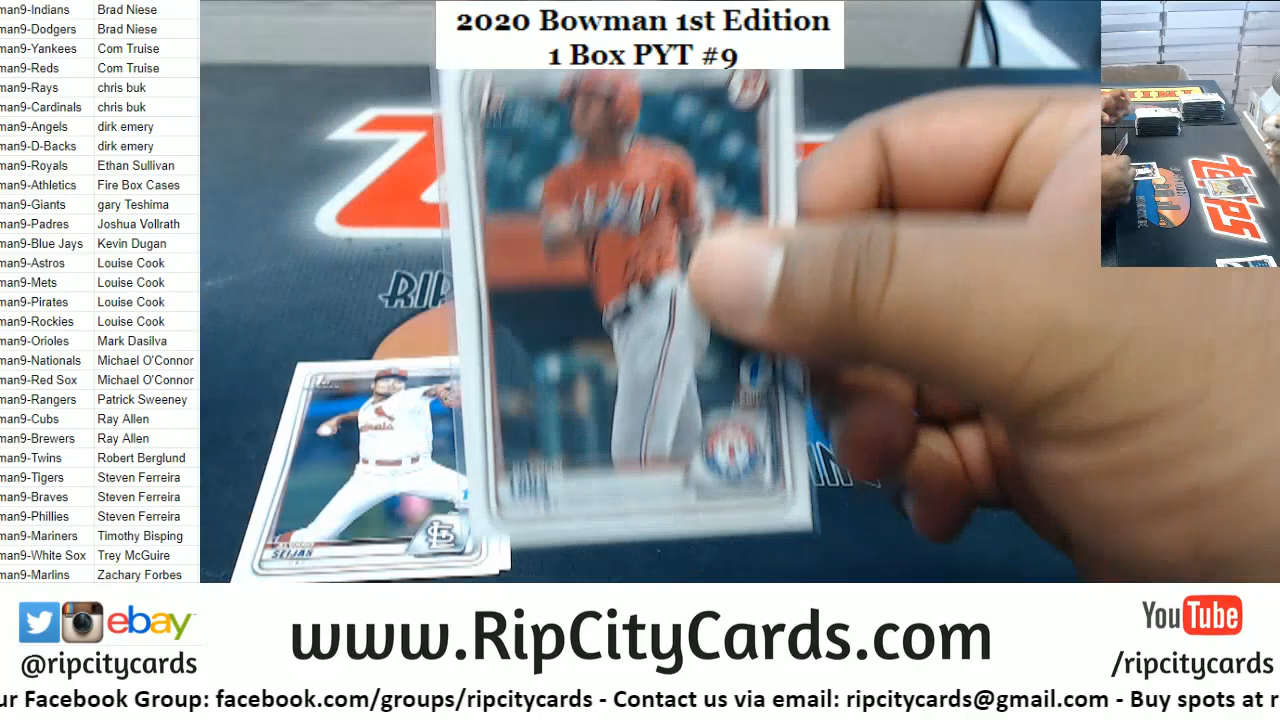 2020 Bowman 1st Edition
1 Box PYT #9
man9-Indians Brad Niese
man9-Dodgers Brad Niese
man9-Yankees Com Truise
man9-Reds Com Truise
man9-Rays chris buk
man9-Cardinals chris buk
man9-Angels dirk emery
man9-D-Backs dirk emery
man9-Royals Ethan Sullivan
man9-Athletics Fire Box Cases
man9-Giants gary Teshima
man9-Padres Joshua Vollrath
man9-Blue Jays Kevin Dugan
man9-Astros Louise Cook
man9-Mets Louise Cook
man9-Pirates Louise Cook
man9-Rockies Louise Cook
man9-Orioles Mark Dasilva
man9-Nationals Michael O'Connor
man9-Red Sox Michael O'Connor
man9-Rangers Patrick Sweeney
man9-Cubs Ray Allen
man9-Brewers Ray Allen
man9-Twins Robert Berglund
man9-Tigers Steven Ferreira
man9-Braves Steven Ferreira
man9-Phillies Steven Ferreira
man9-Mariners Timothy Bisping
man9-White Sox Trey McGuire
man9-Marlins Zachary Forbes
RIP
SEIJAS
topps
ebay
@ripcitycards
www.RipCityCards.com
YouTube
/ripcitycards
ur Facebook Group: facebook.com/groups/ripcitycards - Contact us via email: ripcitycards@gmail.com - Buy spots at r